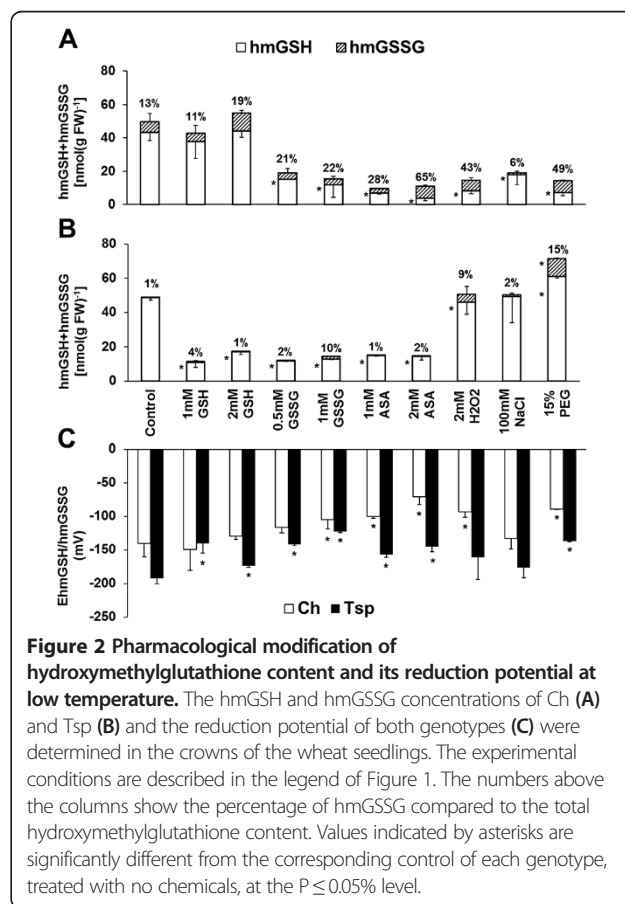 A
hmGSH hmGSSG
hmGSH+hmGSSG
[nmol(g FW)-1]
80
60
40
20
0
13%
11%
19%
21%
22%
28%
65%
43%
6%
49%
B
hmGSH+hmGSSG
[nmol(g FW)-1]
80
60
40
20
0
1%
4%
1%
2%
10%
1%
2%
9%
2%
15%
* * * * * * * * * * * * * * * *
Control
1mM GSH
2mM GSH
0.5mM GSSG
1mM GSSG
1mM ASA
2mM ASA
2mM H2O2
100mM NaCl
15% PEG
C
EhmGSH/hmGSSG
(mV)
0
-50
-100
-150
-200
-250
* * * * * * * * * * * *
Ch Tsp
Figure 2 Pharmacological modification of
hydroxymethylglutathione content and its reduction potential at
low temperature. The hmGSH and hmGSSG concentrations of Ch (A)
and Tsp (B) and the reduction potential of both genotypes (C) were
determined in the crowns of the wheat seedlings. The experimental
conditions are described in the legend of Figure 1. The numbers above
the columns show the percentage of hmGSSG compared to the total
hydroxymethylglutathione content. Values indicated by asterisks are
significantly different from the corresponding control of each genotype,
treated with no chemicals, at the P ≤ 0.05% level.